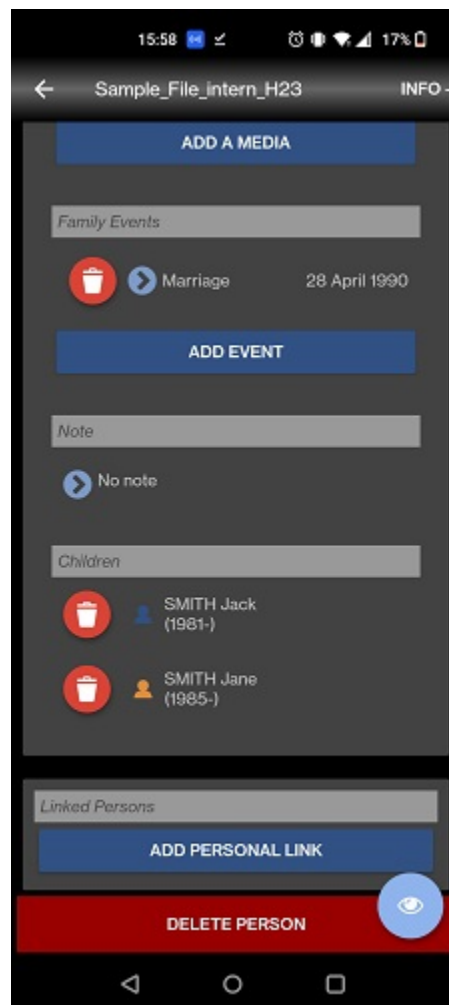 15:58 17%
Sample_File_intern_H23 INFO -
ADD A MEDIA
Family Events
Marriage 28 April 1990
ADD EVENT
Note
No note
Children
SMITH Jack
(1981-)
SMITH Jane
(1985-)
Linked Persons
ADD PERSONAL LINK
DELETE PERSON